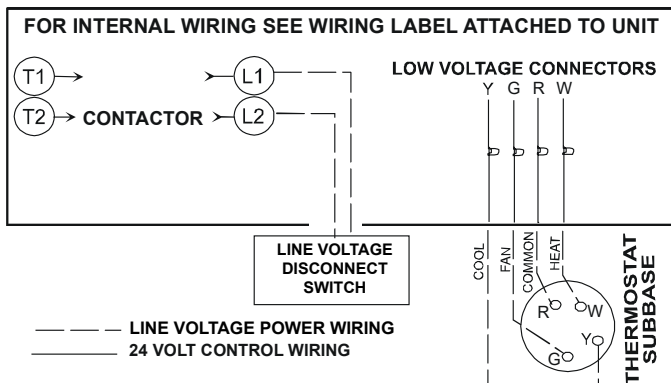 FOR INTERNAL WIRING SEE WIRING LABEL ATTACHED TO UNIT
T1 L1
LOW VOLTAGE CONNECTORS
Y G R W
T2 CONTACTOR L2
LINE VOLTAGE
DISCONNECT
SWITCH
COOL
FAN
COMMON
HEAT
THERMOSTAT
SUBBASE
R W
Y
G
LINE VOLTAGE POWER WIRING
24 VOLT CONTROL WIRING